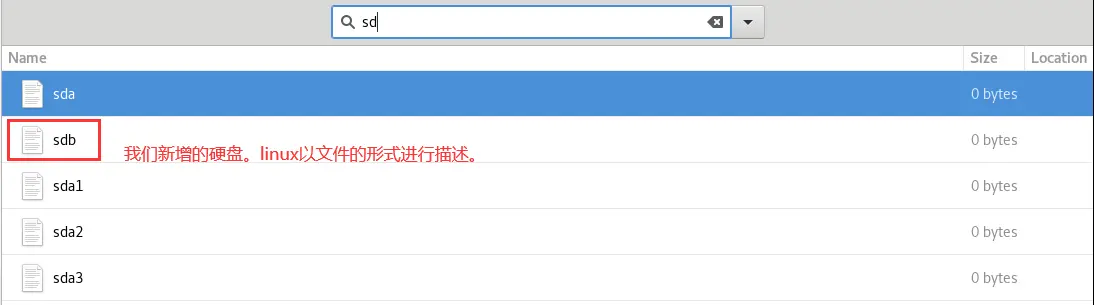 sd
Name Size Location
sda 0 bytes
sdb 0 bytes
我们新增的硬盘。linux以文件的形式进行描述。
sda1 0 bytes
sda2 0 bytes
sda3 0 bytes